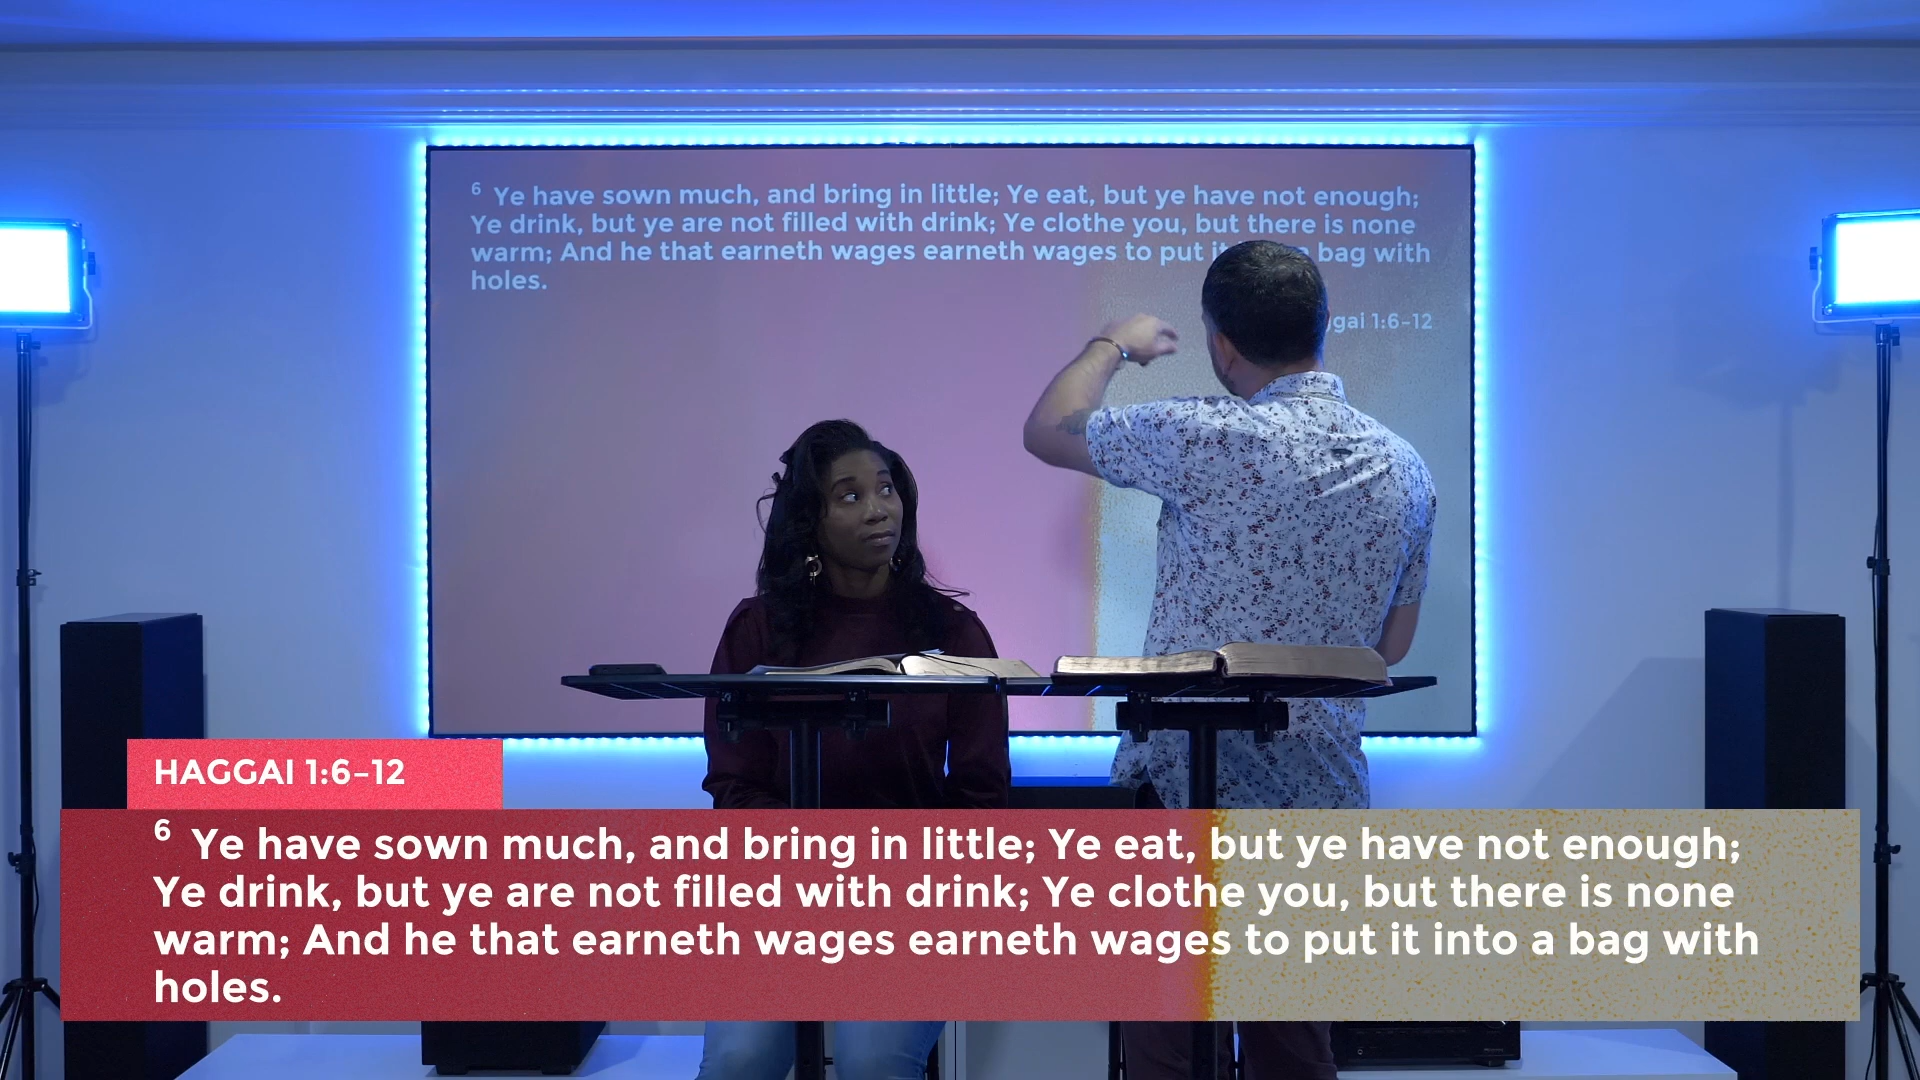 6 Ye have sown much, and bring in little; Ye eat, but ye have not enough;
Ye drink, but ye are not filled with drink; Ye clothe you, but there is none
warm; And he that earneth wages earneth wages to put a bag with
holes.
gai 1:6-12
HAGGAI 1:6-12
6 Ye have sown much, and bring in little; Ye eat, but ye have not enough;
Ye drink, but ye are not filled with drink; Ye clothe you, but there is none
warm; And he that earneth wages earneth wages to put it into a bag with
holes.